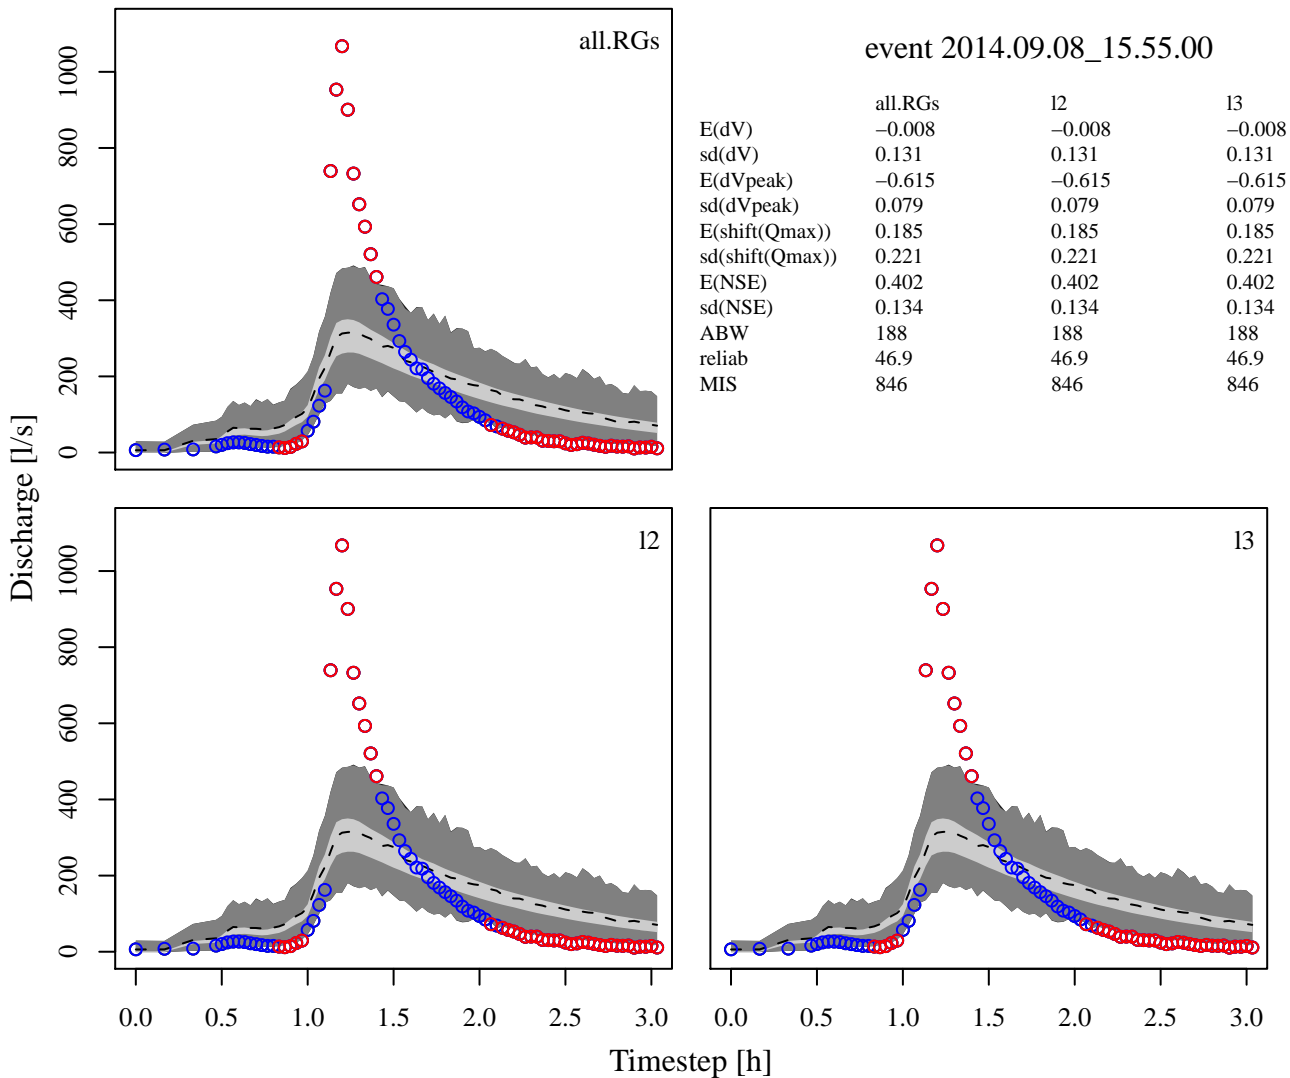 all.RGs
event 2014.09.08_15.55.00
all.RGs l2 l3
E(dV) −0.008 −0.008 −0.008
sd(dV) 0.131 0.131 0.131
E(dVpeak) −0.615 −0.615 −0.615
sd(dVpeak) 0.079 0.079 0.079
E(shift(Qmax)) 0.185 0.185 0.185
sd(shift(Qmax)) 0.221 0.221 0.221
E(NSE) 0.402 0.402 0.402
sd(NSE) 0.134 0.134 0.134
ABW 188 188 188
reliab 46.9 46.9 46.9
MIS 846 846 846
1000
800
600
400
200
0
Discharge [l/s]
l2
l3
1000
800
600
400
200
0
0.0 0.5 1.0 1.5 2.0 2.5 3.0
0.0 0.5 1.0 1.5 2.0 2.5 3.0
Timestep [h]